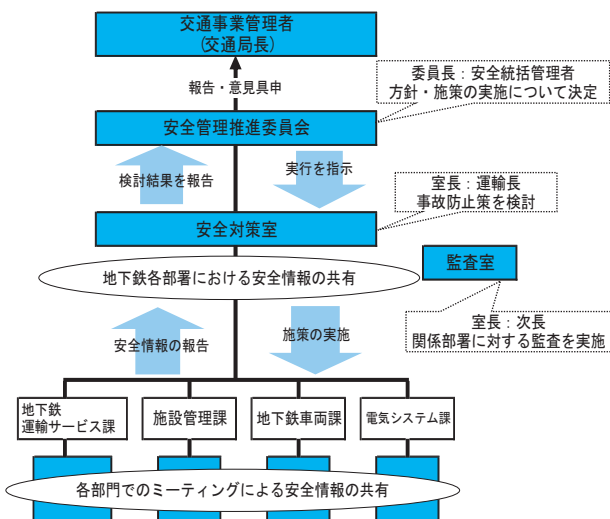 交通事業管理者
(交通局長)
報告・意見具申
委員長：安全統括管理者
方針・施策の実施について決定
安全管理推進委員会
検討結果を報告
実行を指示
室長：運輸長
事故防止策を検討
安全対策室
地下鉄各部署における安全情報の共有
監査室
室長：次長
関係部署に対する監査を実施
安全情報の報告
施策の実施
地下鉄
運輸サービス課
施設管理課
地下鉄車両課
電気システム課
各部門でのミーティングによる安全情報の共有